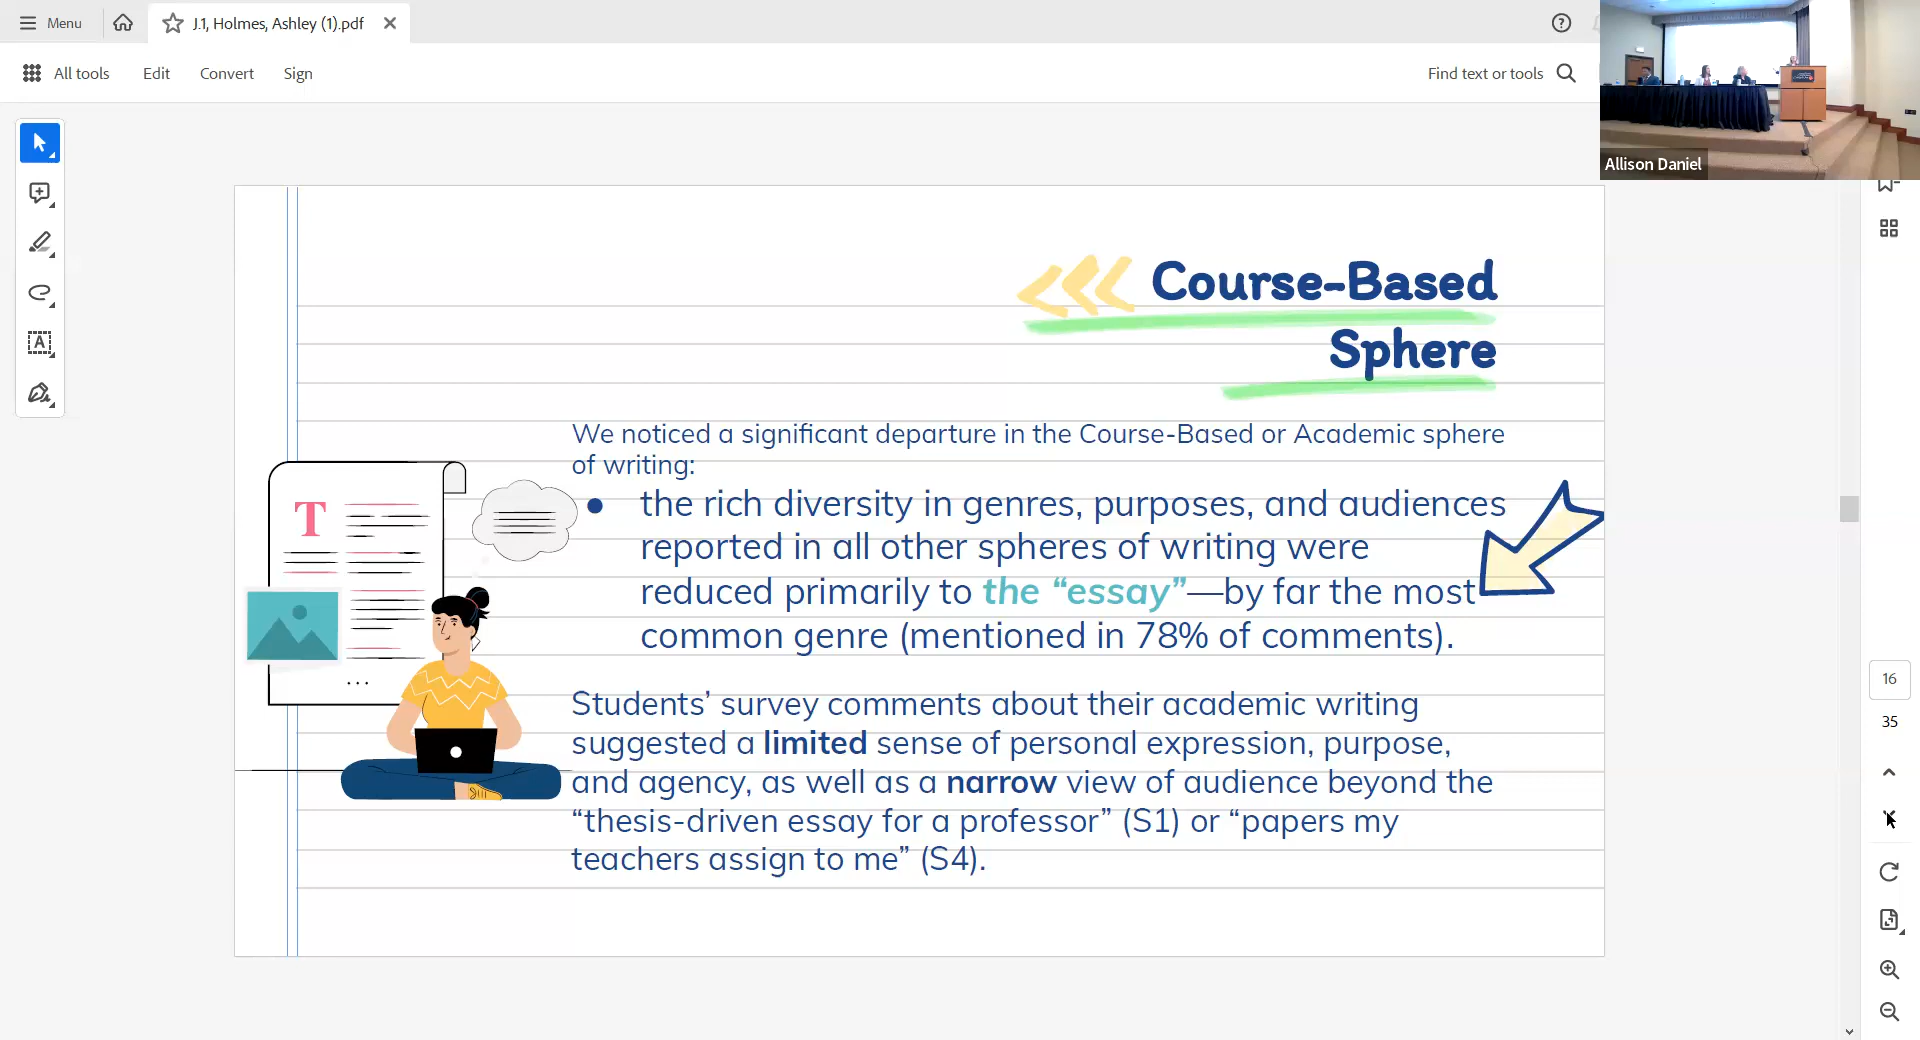 Menu
J.1, Holmes, Ashley (1).pdf
All tools
Edit
Convert
Sign
Find text or tools
Allison Daniel
Course-Based
Sphere
We noticed a significant departure in the Course-Based or Academic sphere
of writing:
• the rich diversity in genres, purposes, and audiences
reported in all other spheres of writing were
reduced primarily to the “essay”—by far the most
common genre (mentioned in 78% of comments).
Students’ survey comments about their academic writing
suggested a limited sense of personal expression, purpose,
and agency, as well as a narrow view of audience beyond the
“thesis-driven essay for a professor” (S1) or “papers my
teachers assign to me” (S4).
T
16
35